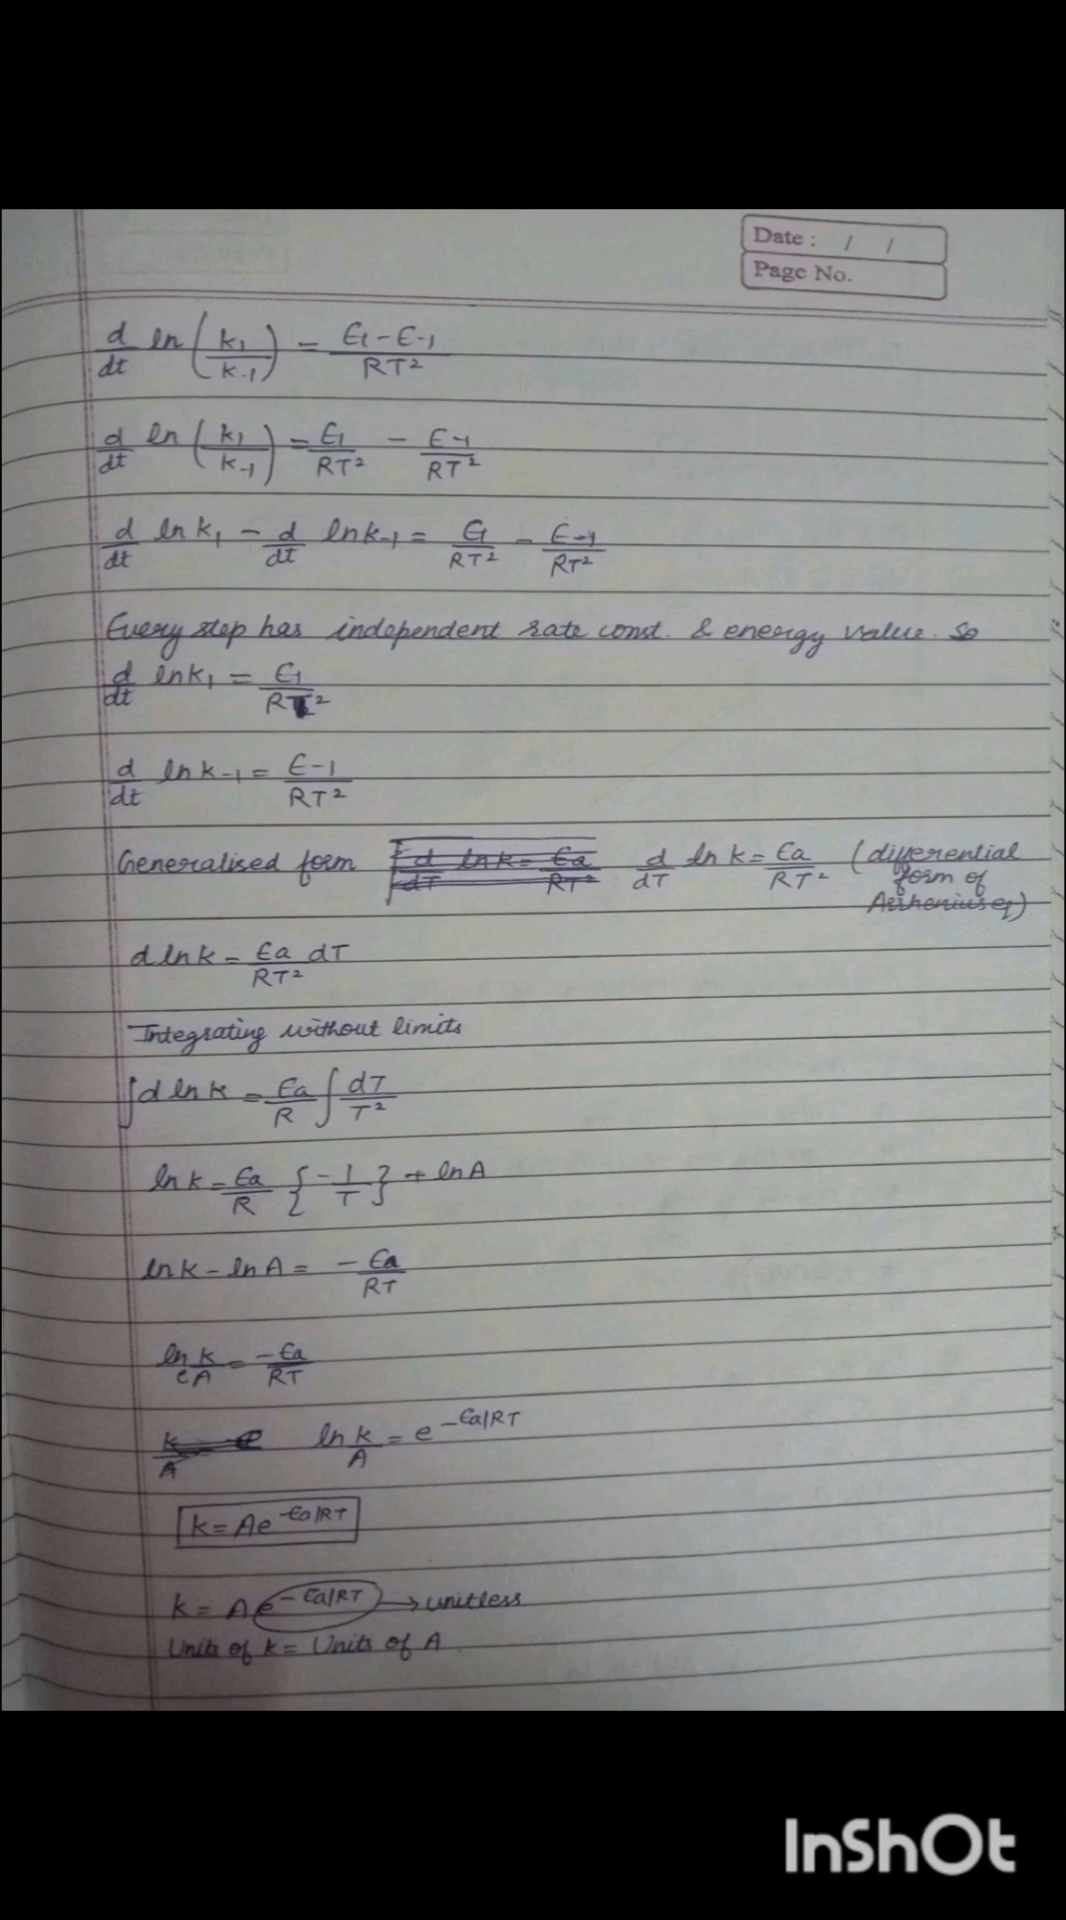 Date : / /
Page No.
d/dt ln (k₁/k₋₁) = E₁ - E₋₁/RT²
d/dt ln (k₁/k₋₁) = E₁/RT² - E₋₁/RT²
d/dt ln k₁ - d/dt ln k₋₁ = E₁/RT² - E₋₁/RT²
Every step has independent rate const. & energy value. So
d/dt ln k₁ = E₁/RT²
d/dt ln k₋₁ = E₋₁/RT²
Generalised form d/dT ln k = Ea/RT² d/dT ln k = Ea/RT² (differential
form of
Arrhenius eq)
d ln k = Ea/RT² dT
Integrating without limits
∫d ln k = Ea/R ∫dT/T²
ln k = Ea/R {-1/T} + ln A
ln k - ln A = -Ea/RT
ln k/A = -Ea/RT
k/A = e ln k/A = e^-Ea/RT
k = Ae^-Ea/RT
k = Ae^-Ea/RT → unitless
Units of k = Units of A
InShOt